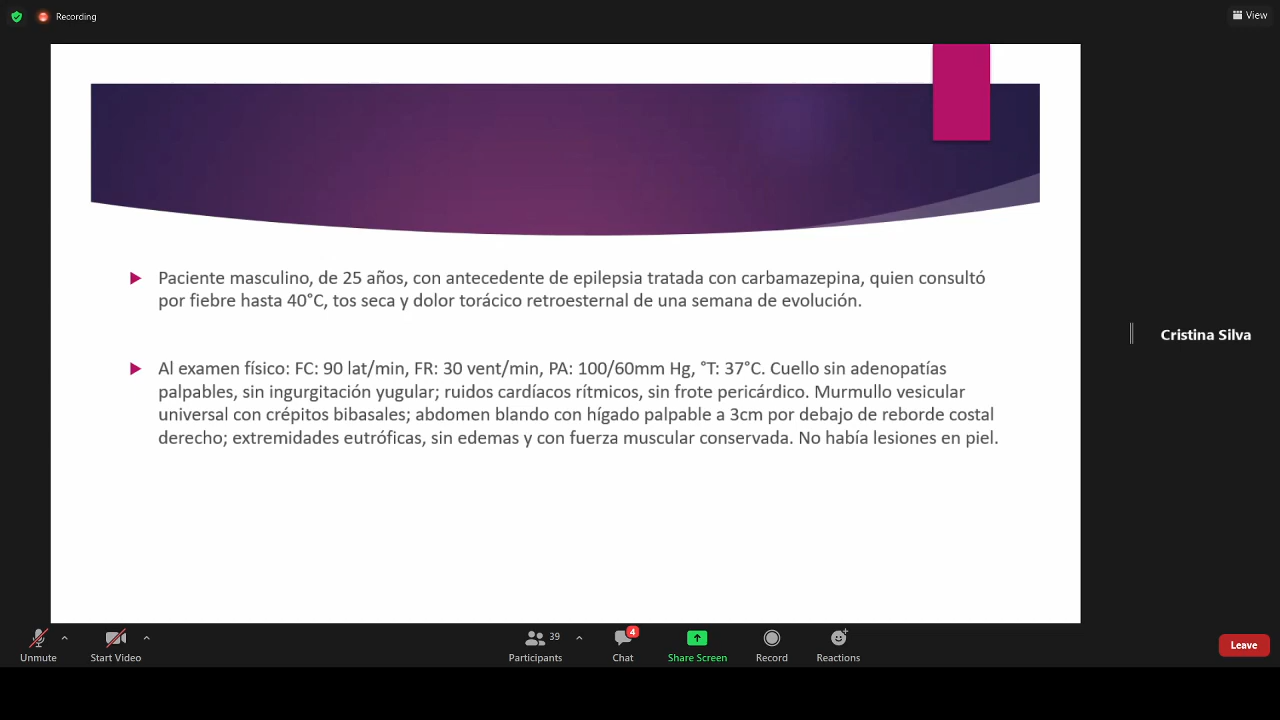 Recording
View
Paciente masculino, de 25 años, con antecedente de epilepsia tratada con carbamazepina, quien consultó
por fiebre hasta 40°C, tos seca y dolor torácico retroesternal de una semana de evolución.
Cristina Silva
Al examen físico: FC: 90 lat/min, FR: 30 vent/min, PA: 100/60mm Hg, °T: 37°C. Cuello sin adenopatías
palpables, sin ingurgitación yugular; ruidos cardíacos rítmicos, sin frote pericárdico. Murmullo vesicular
universal con crépitos bibasales; abdomen blando con hígado palpable a 3cm por debajo de reborde costal
derecho; extremidades eutróficas, sin edemas y con fuerza muscular conservada. No había lesiones en piel.
39
4
Unmute
Start Video
Participants
Chat
Share Screen
Record
Reactions
Leave